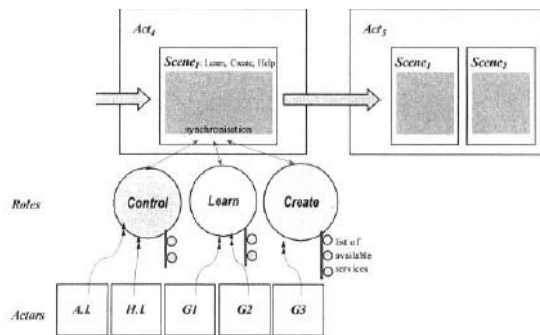 Act4
Act5
Scene1: Learn, Create, Help
Scene1
Scene2
synchronisation
Roles
Control
Learn
Create
list of
available
services
Actors
A.I.
H.I.
G1
G2
G3